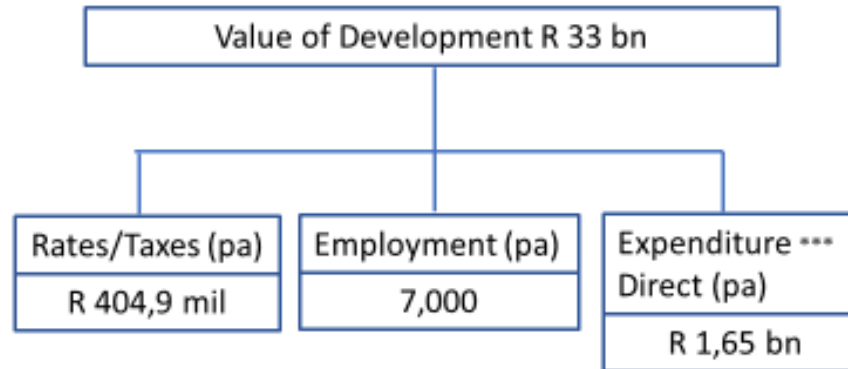 Value of Development R 33 bn
Rates/Taxes (pa)
R 404,9 mil
Employment (pa)
7,000
Expenditure ***
Direct (pa)
R 1,65 bn